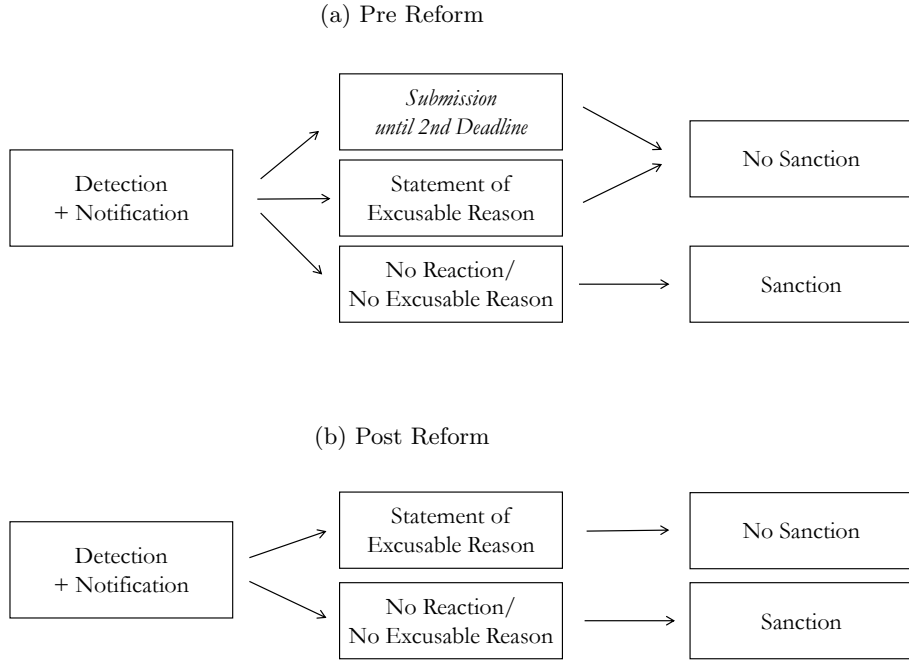 (a) Pre Reform
Submission
until 2nd Deadline
Detection
+ Notification
Statement of
Excusable Reason
No Sanction
No Reaction/
No Excusable Reason
Sanction
(b) Post Reform
Detection
+ Notification
Statement of
Excusable Reason
No Sanction
No Reaction/
No Excusable Reason
Sanction